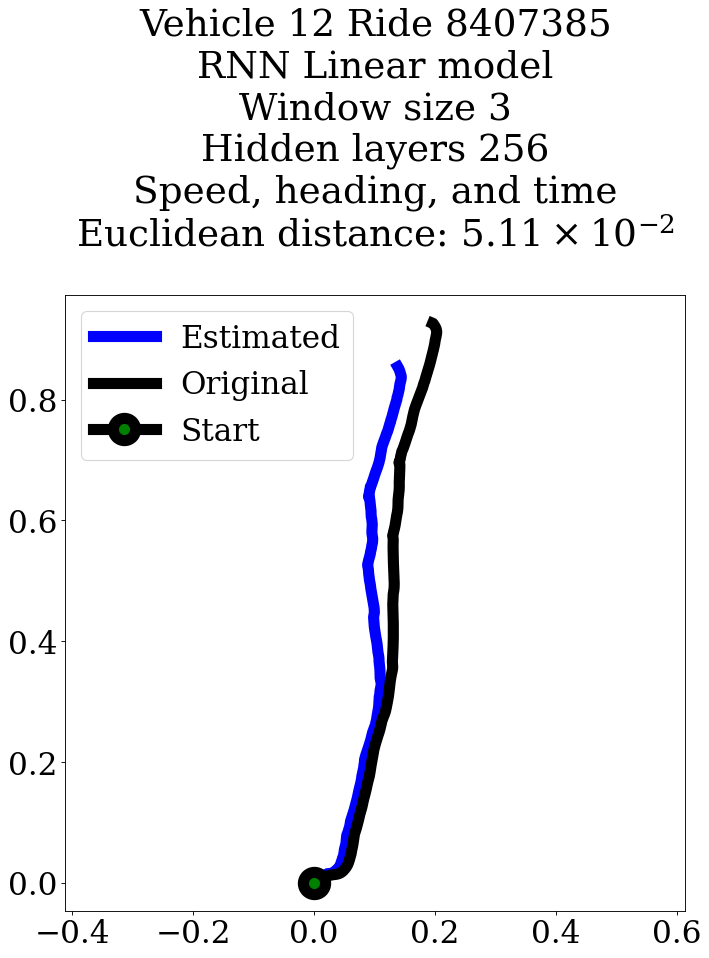 Vehicle 12 Ride 8407385
RNN Linear model
Window size 3
Hidden layers 256
Speed, heading, and time
Euclidean distance: 5.11 × 10⁻²
Estimated
Original
Start
0.8
0.6
0.4
0.2
0.0
−0.4 −0.2 0.0 0.2 0.4 0.6